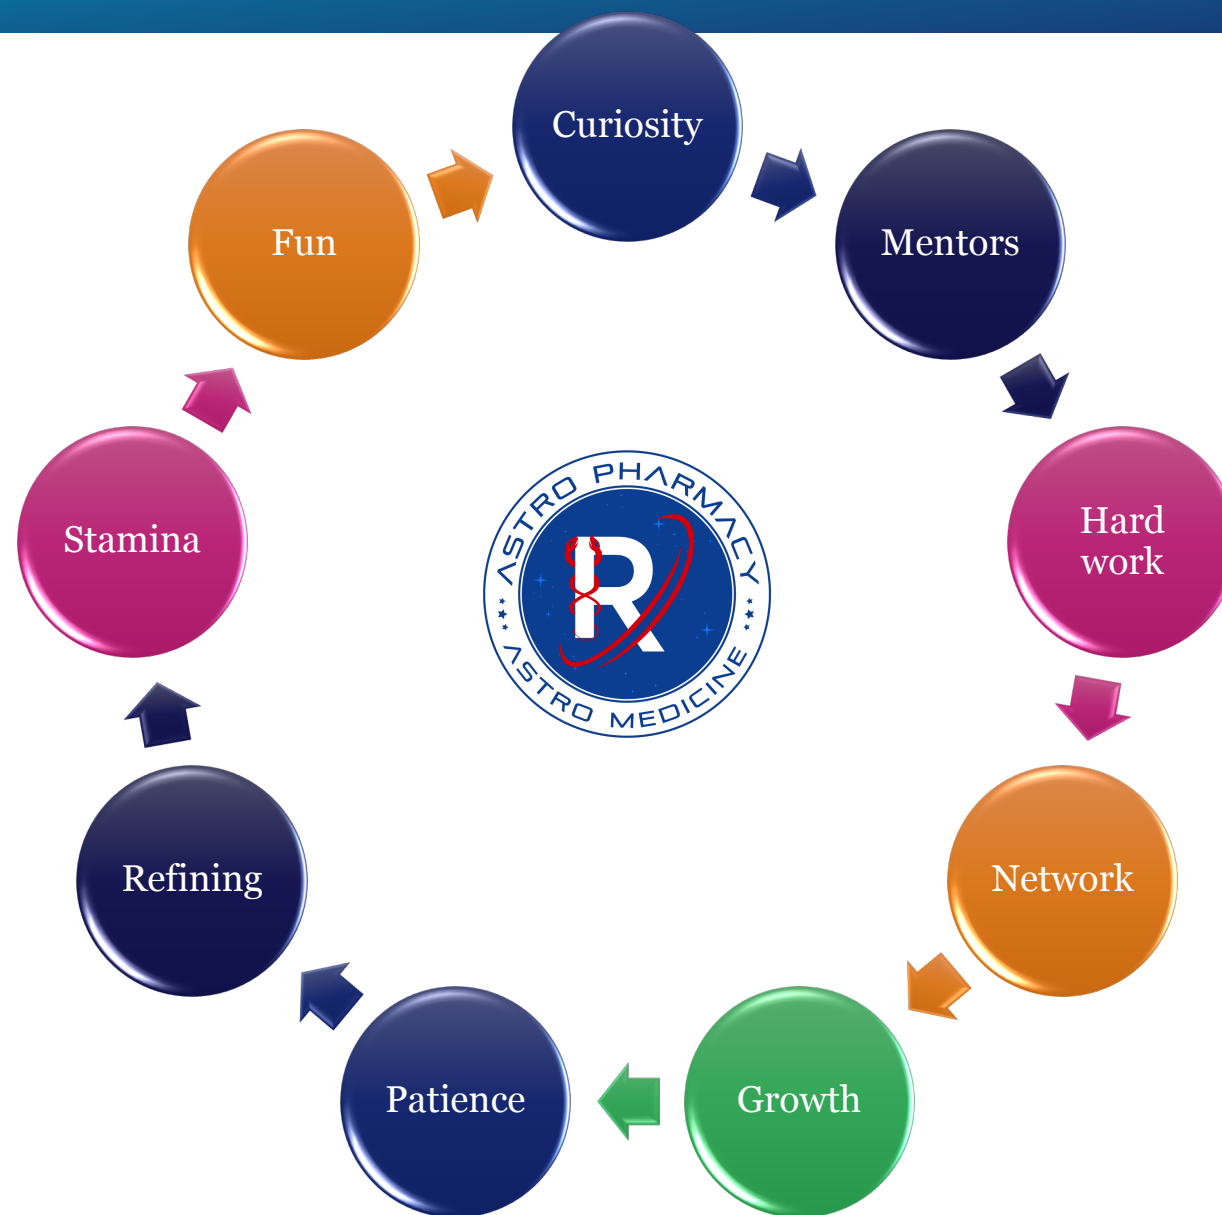 Curiosity
Mentors
Hard
work
Network
Growth
Patience
Refining
Stamina
Fun
ASTRO PHARMACY
R
ASTRO MEDICINE